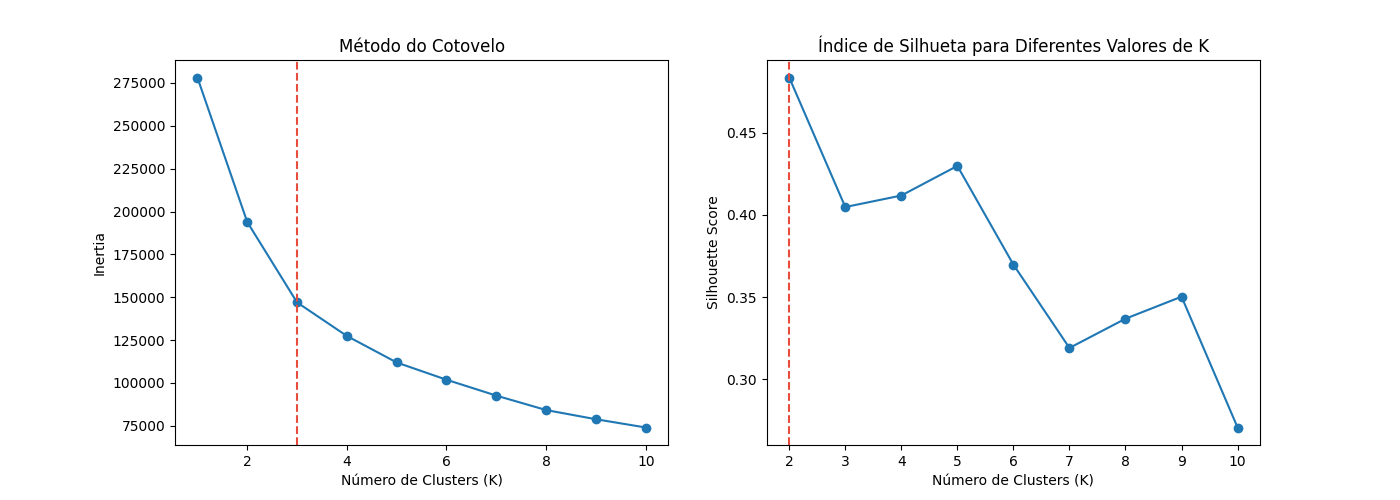 Método do Cotovelo
275000
250000
225000
200000
175000
150000
125000
100000
75000
Inertia
2 4 6 8 10
Número de Clusters (K)
Índice de Silhueta para Diferentes Valores de K
0.45
0.40
0.35
0.30
Silhouette Score
2 3 4 5 6 7 8 9 10
Número de Clusters (K)